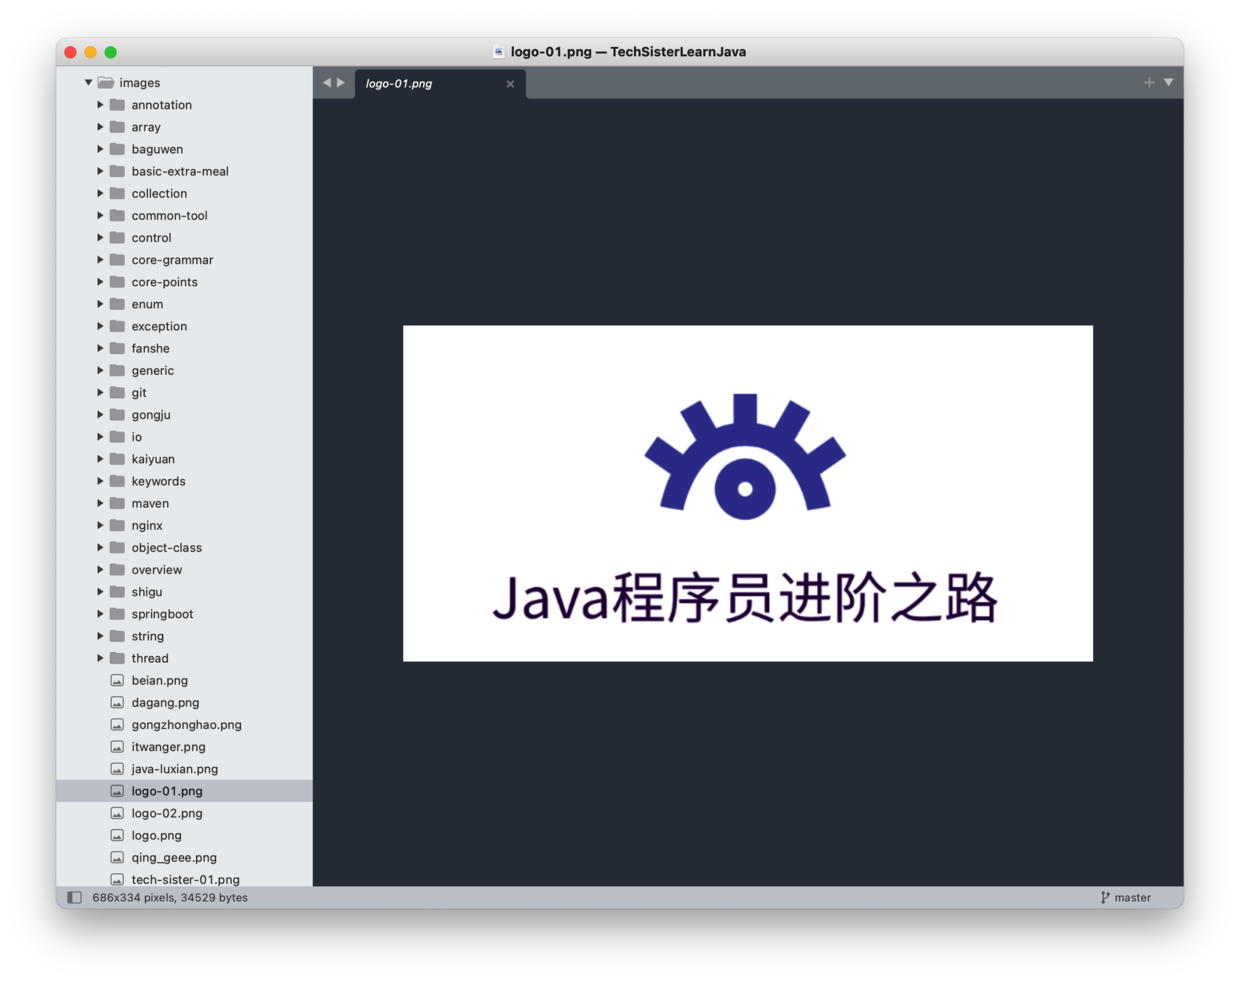 logo-01.png — TechSisterLearnJava
images
annotation
array
baguwen
basic-extra-meal
collection
common-tool
control
core-grammar
core-points
enum
exception
fanshe
generic
git
gongju
io
kaiyuan
keywords
maven
nginx
object-class
overview
shigu
springboot
string
thread
beian.png
dagang.png
gongzhonghao.png
itwanger.png
java-luxian.png
logo-01.png
logo-02.png
logo.png
qing_geee.png
tech-sister-01.png
logo-01.png
Java程序员进阶之路
686x334 pixels, 34529 bytes
master